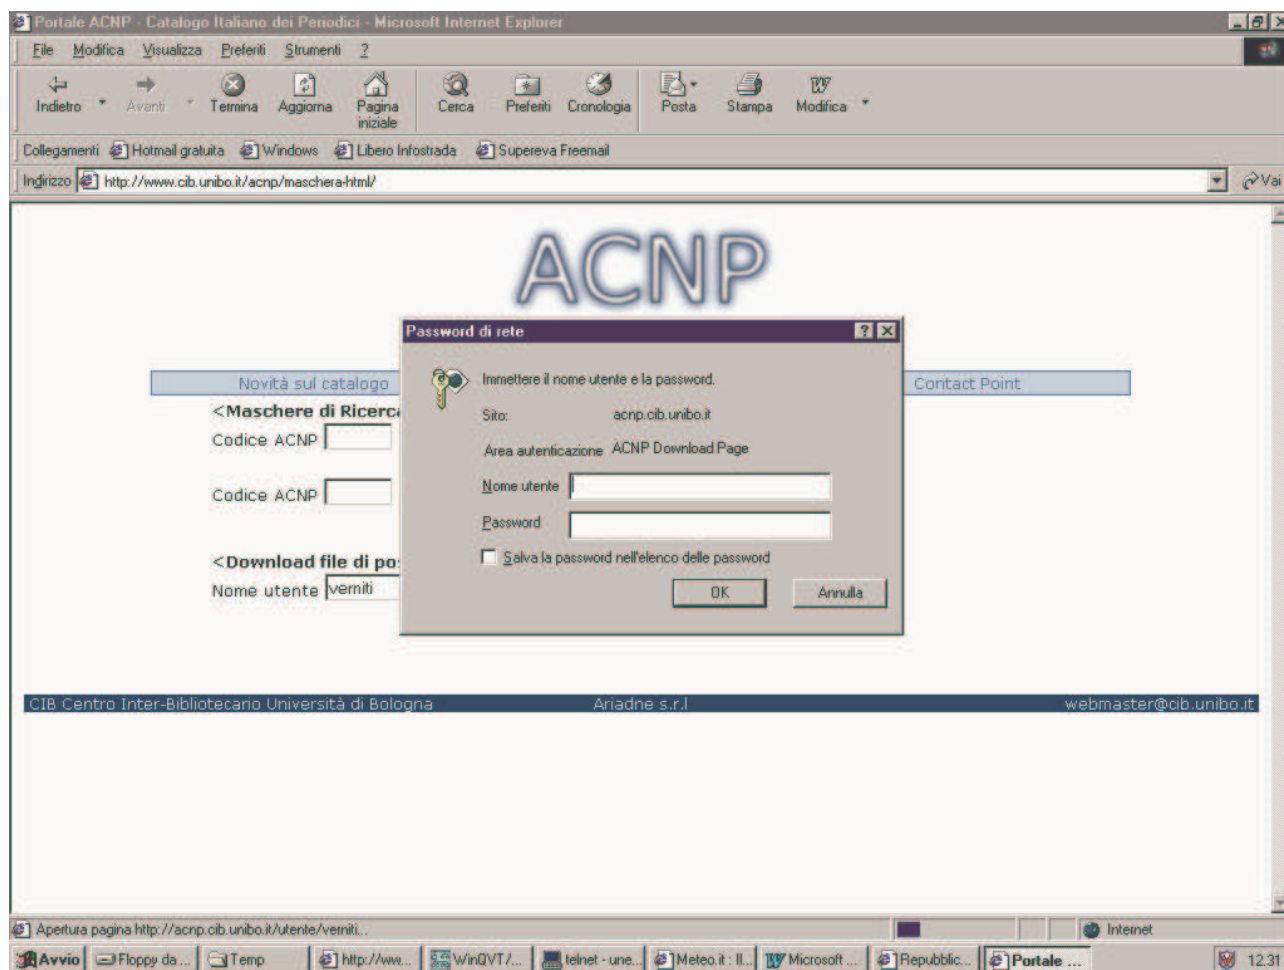 Portale ACNP - Catalogo Italiano dei Periodici - Microsoft Internet Explorer
File Modifica Visualizza Preferiti Strumenti ?
Indietro Avanti Termina Aggiorna Pagina iniziale Cerca Preferiti Cronologia Posta Stampa Modifica
Collegamenti Hotmail gratuita Windows Libero Infostrada Supereva Freemail
Indirizzo http://www.cib.unibo.it/acnp/maschera-html/ Vai
ACNP
Password di rete
Novità sul catalogo Contact Point
Immettere il nome utente e la password.
<Maschere di Ricerca
Sito: acnp.cib.unibo.it
Codice ACNP
Area autenticazione ACNP Download Page
Nome utente
Codice ACNP
Password
Salva la password nell'elenco delle password
<Download file di po
Nome utente verniti
OK Annulla
CIB Centro Inter-Bibliotecario Università di Bologna Ariadne s.r.l webmaster@cib.unibo.it
Apertura pagina http://acnp.cib.unibo.it/utente/verniti... Internet
Avvio Floppy da ... Temp http://ww... WinQVT/... telnet - une... Meteo.it : Il... Microsoft ... Repubblic... Portale ... 12.31